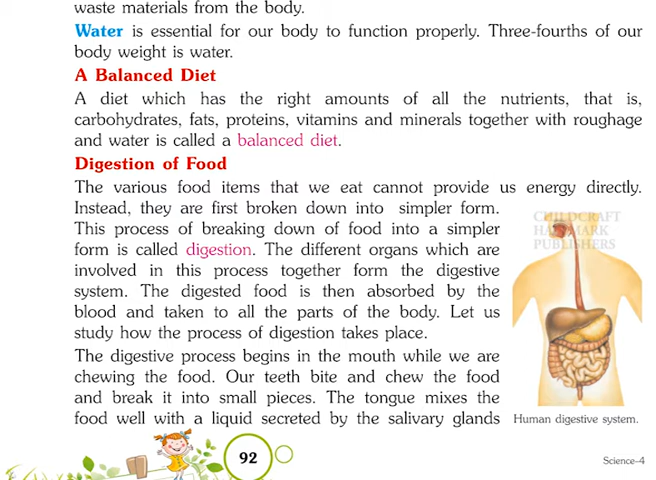 waste materials from the body.
Water is essential for our body to function properly. Three-fourths of our
body weight is water.
A Balanced Diet
A diet which has the right amounts of all the nutrients, that is,
carbohydrates, fats, proteins, vitamins and minerals together with roughage
and water is called a balanced diet.
Digestion of Food
The various food items that we eat cannot provide us energy directly.
Instead, they are first broken down into simpler form.
This process of breaking down of food into a simpler
form is called digestion. The different organs which are
involved in this process together form the digestive
system. The digested food is then absorbed by the
blood and taken to all the parts of the body. Let us
study how the process of digestion takes place.
The digestive process begins in the mouth while we are
chewing the food. Our teeth bite and chew the food
and break it into small pieces. The tongue mixes the
food well with a liquid secreted by the salivary glands
CHILDCRAFT
HALLMARK
PUBLISHERS
Human digestive system.
92
Science-4